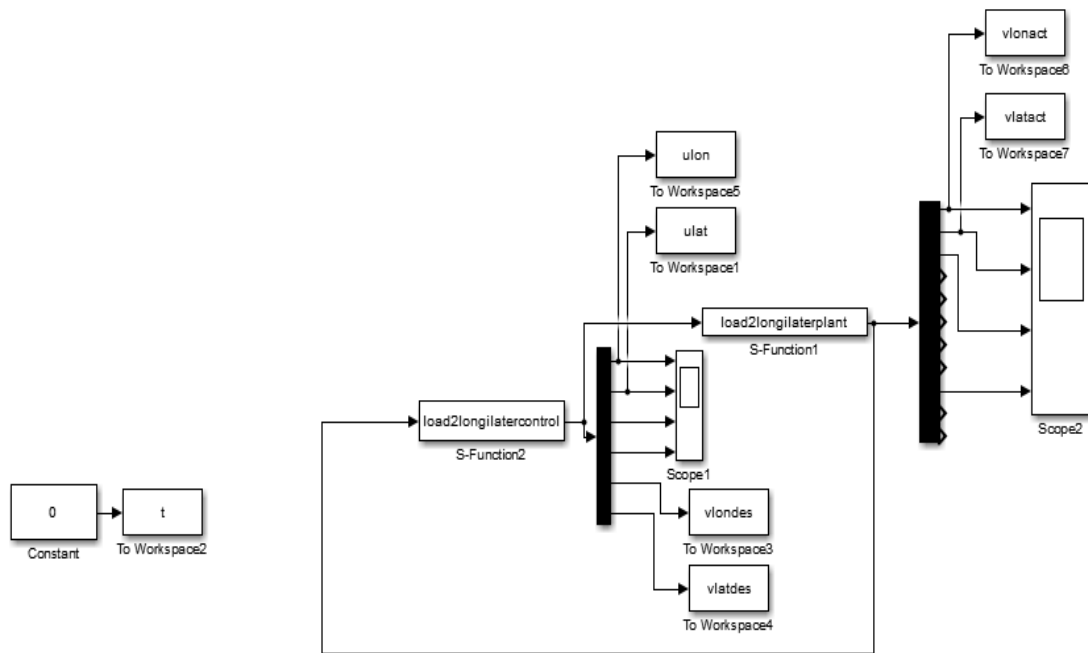 vlonact
To Workspace6
vlatact
To Workspace7
ulon
To Workspace5
ulat
To Workspace1
load2longilaterplant
S-Function1
load2longilatercontrol
S-Function2
Scope1
Scope2
0
Constant
t
To Workspace2
vlondes
To Workspace3
vlatdes
To Workspace4